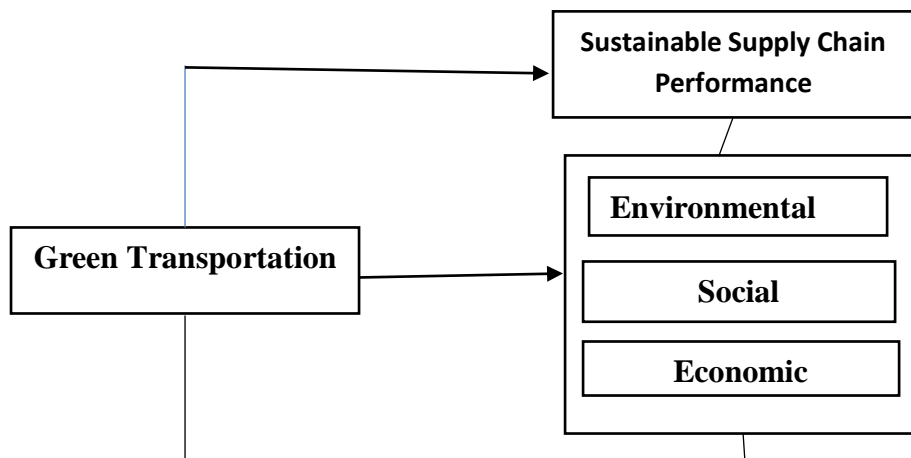 Sustainable Supply Chain
Performance
Environmental
Green Transportation
Social
Economic